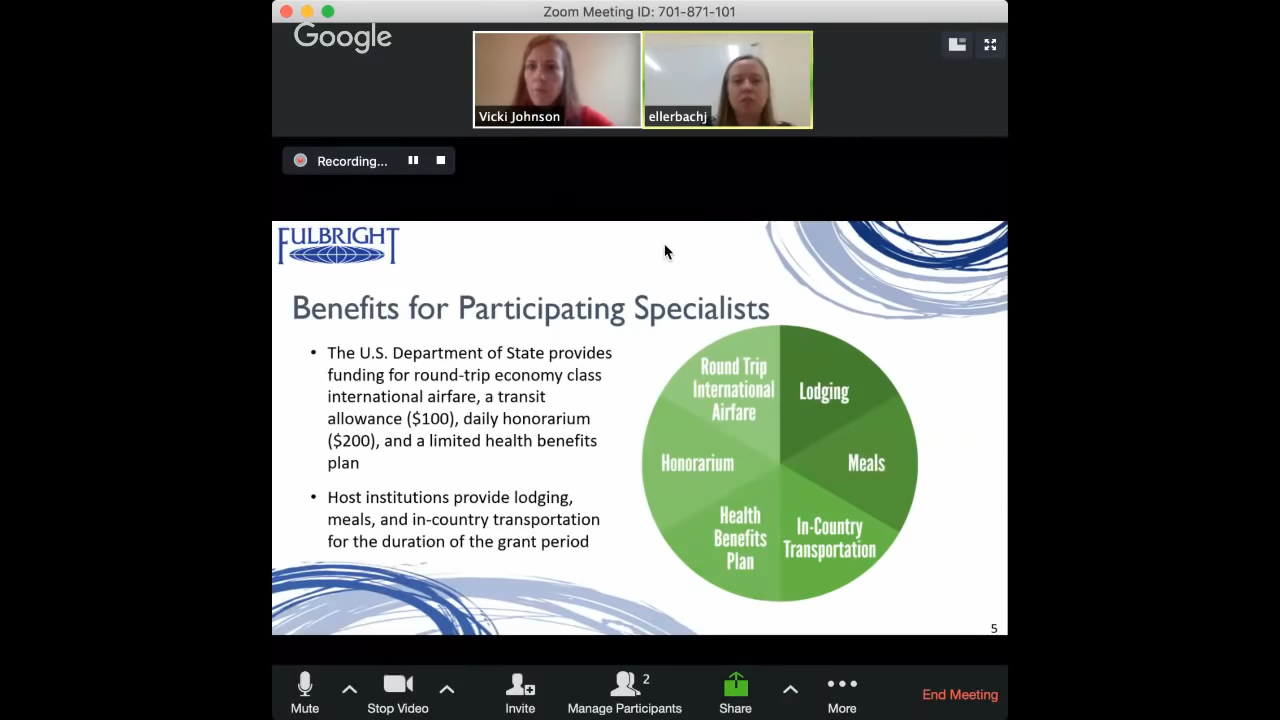 Zoom Meeting ID: 701-871-101
Google
Vicki Johnson
ellerbachj
Recording...
FULBRIGHT
Benefits for Participating Specialists
• The U.S. Department of State provides
funding for round-trip economy class
international airfare, a transit
allowance ($100), daily honorarium
($200), and a limited health benefits
plan
• Host institutions provide lodging,
meals, and in-country transportation
for the duration of the grant period
Round Trip
International
Airfare
Lodging
Honorarium
Meals
Health
Benefits
Plan
In-Country
Transportation
5
Mute
Stop Video
Invite
2
Manage Participants
Share
More
End Meeting